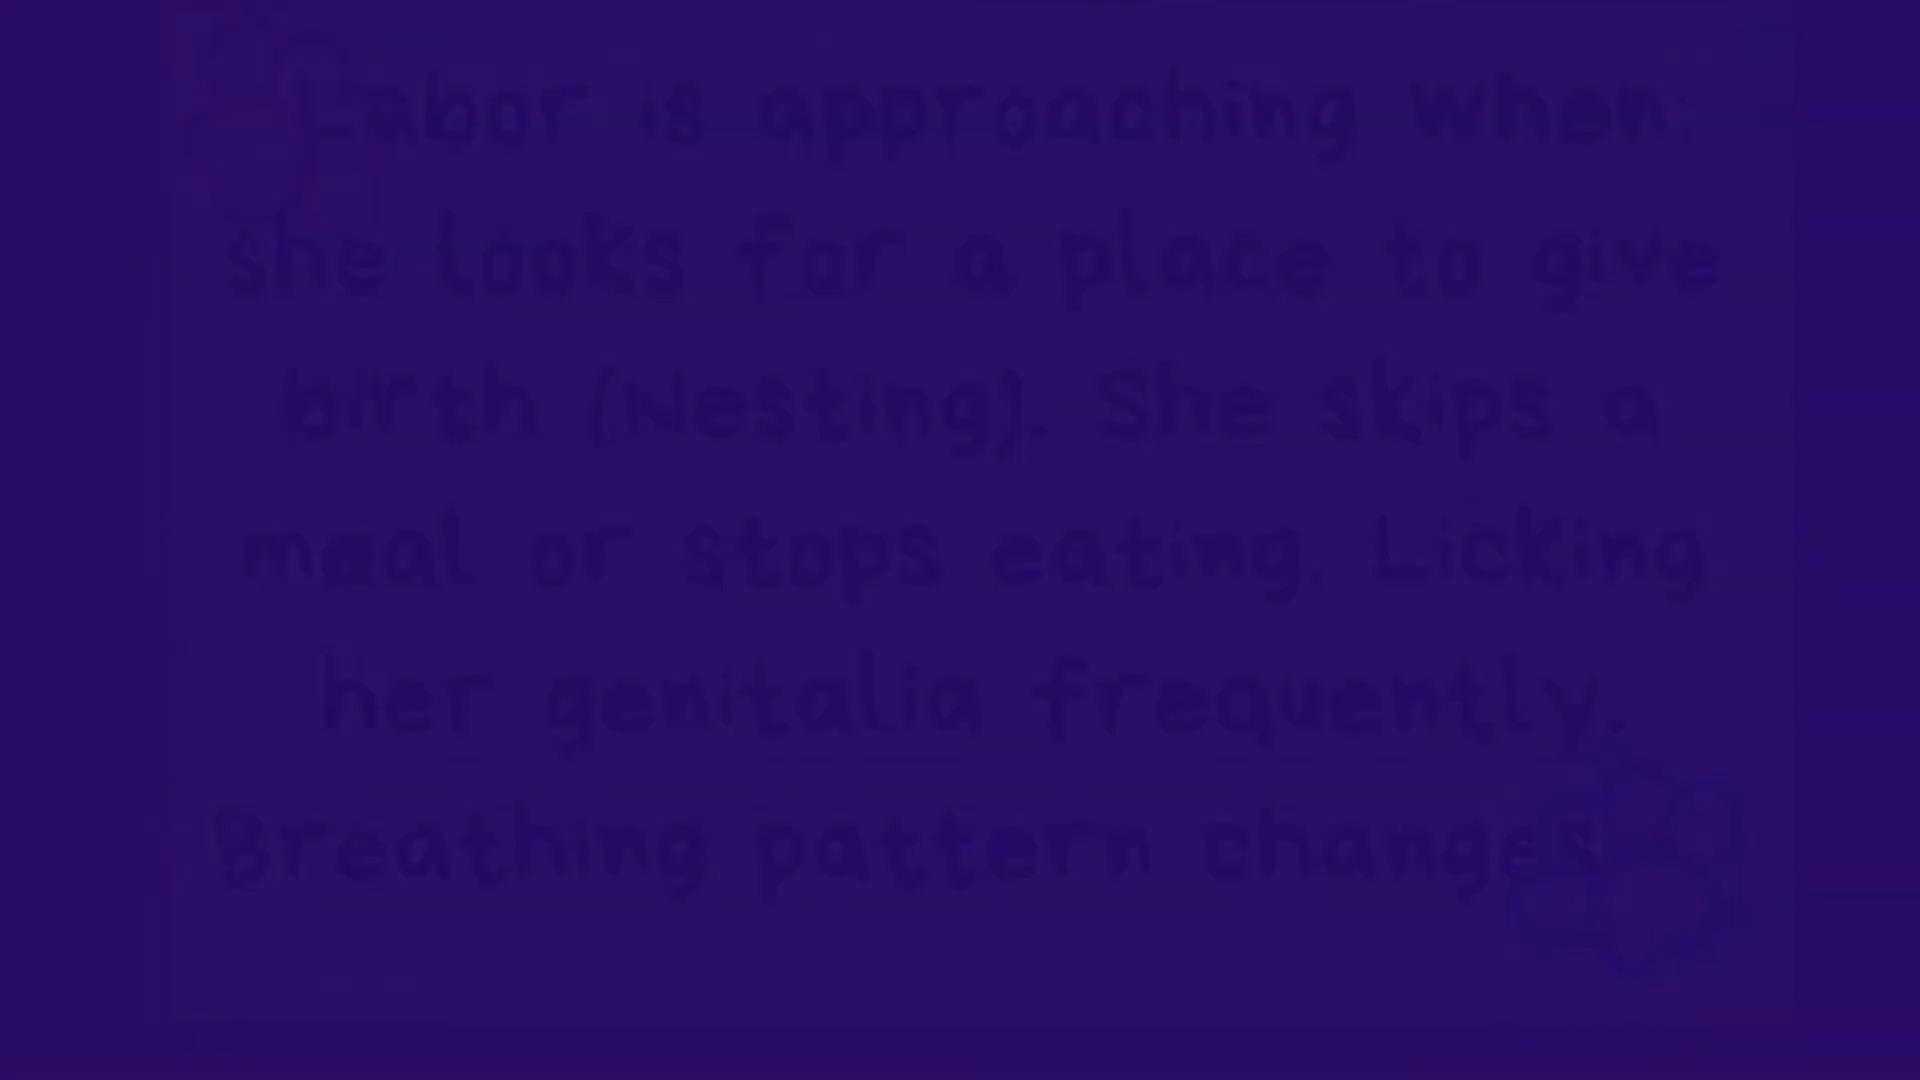 Labor is approaching when:
she looks for a place to give
birth (Nesting). She skips a
meal or stops eating. Licking
her genitalia frequently.
Breathing pattern changes